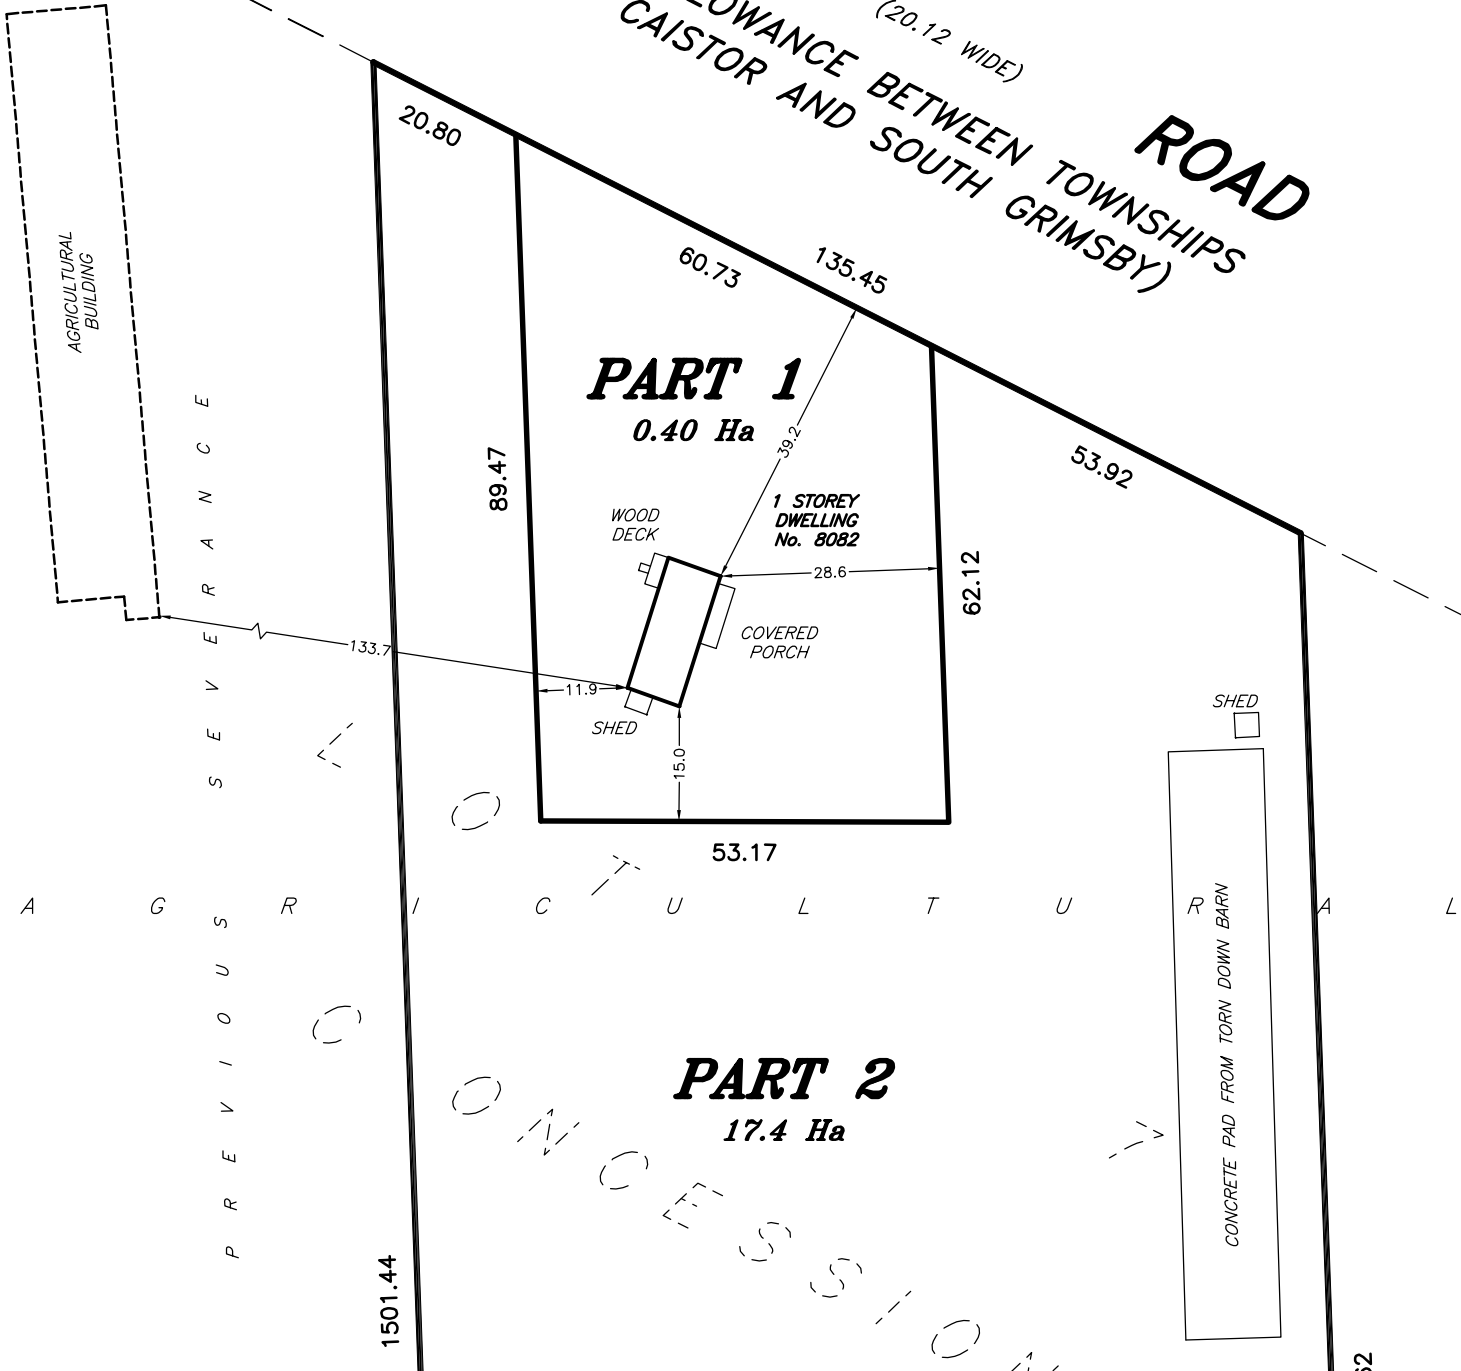 (20.12 WIDE)
BETWEEN TOWNSHIPS
CAISTOR AND SOUTH GRIMSBY)
ROAD
20.80
60.73
135.45
53.92
AGRICULTURAL
BUILDING
PART 1
0.40 Ha
39.2
89.47
1 STOREY
DWELLING
No. 8082
WOOD
DECK
28.6
62.12
COVERED
PORCH
133.7
11.9
SHED
15.0
SHED
53.17
PREVIOUS SEVERANCE
LOT 7
AGRICULTURAL
CONCRETE PAD FROM TORN DOWN BARN
PART 2
17.4 Ha
CONCESSION
1501.44